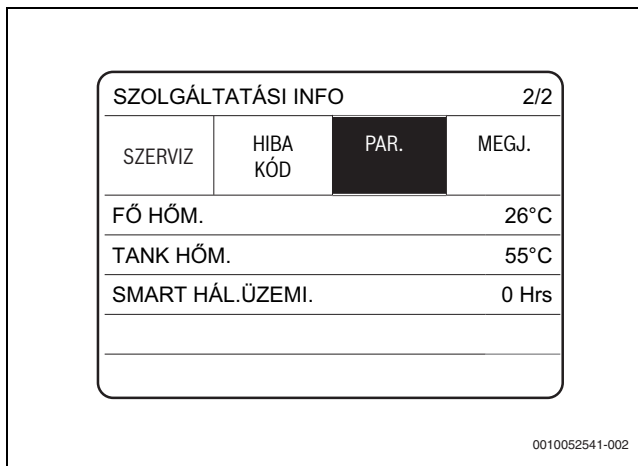 SZOLGÁLTATÁSI INFO 2/2
SZERVIZ HIBA KÓD PAR. MEGJ.
FŐ HŐM. 26°C
TANK HŐM. 55°C
SMART HÁL.ÜZEMI. 0 Hrs
0010052541-002